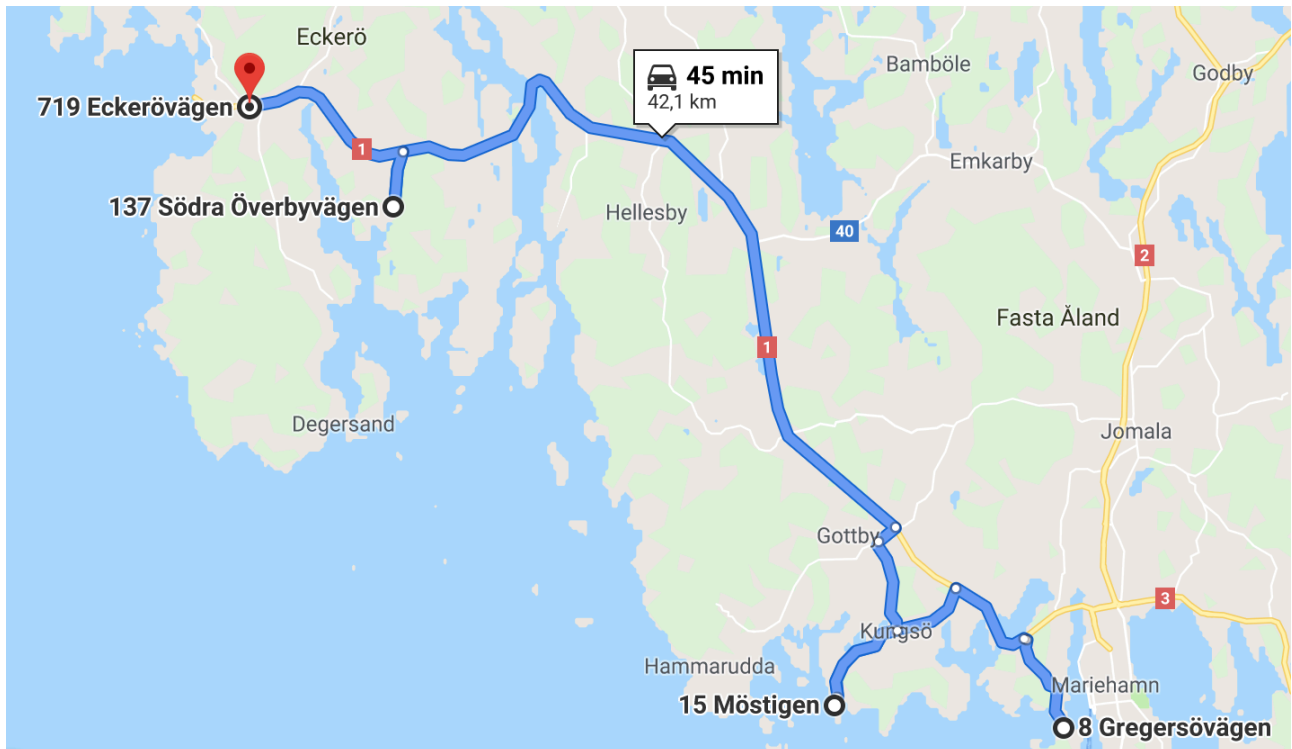 Eckerö
45 min
42,1 km
Bamböle
Godby
719 Eckerövägen
1
Emkarby
137 Södra Överbyvägen
Hellesby
40
2
Fasta Åland
1
Degersand
Jomala
Gottby
3
Kungsö
Hammarudda
Mariehamn
15 Möstigen
8 Gregersövägen